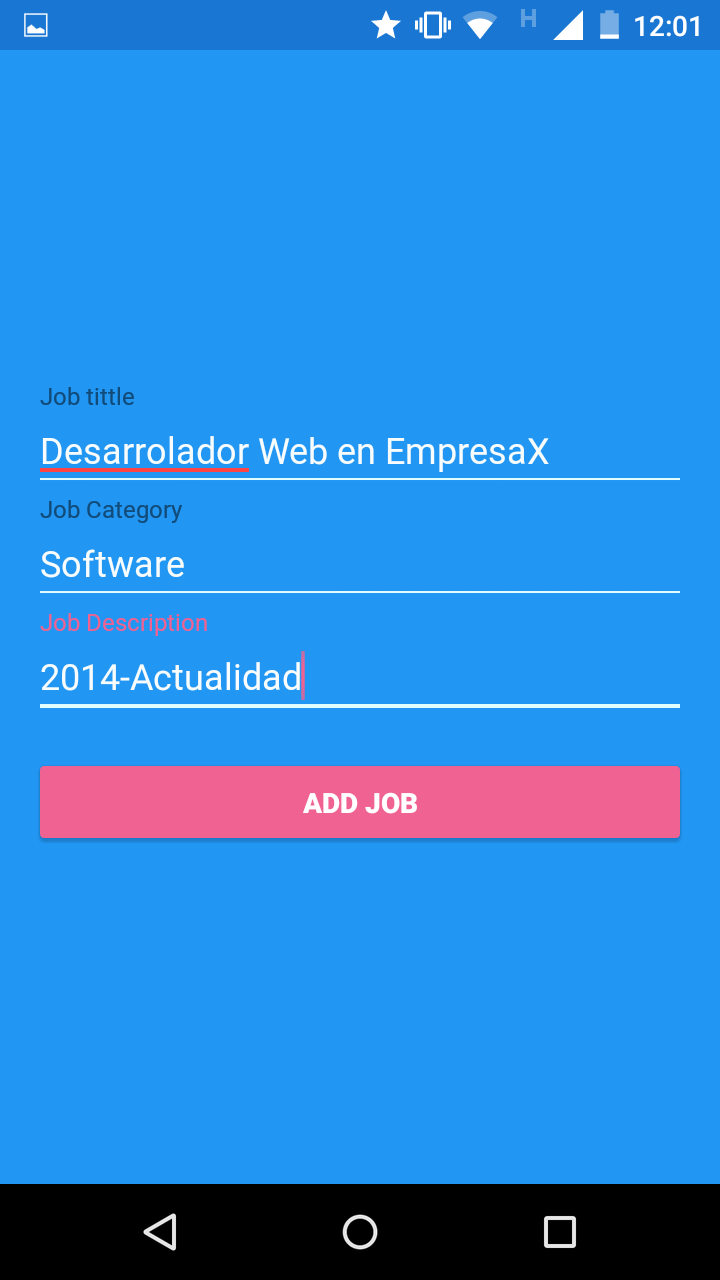 H 12:01
Job tittle
Desarrolador Web en EmpresaX
Job Category
Software
Job Description
2014-Actualidad
ADD JOB